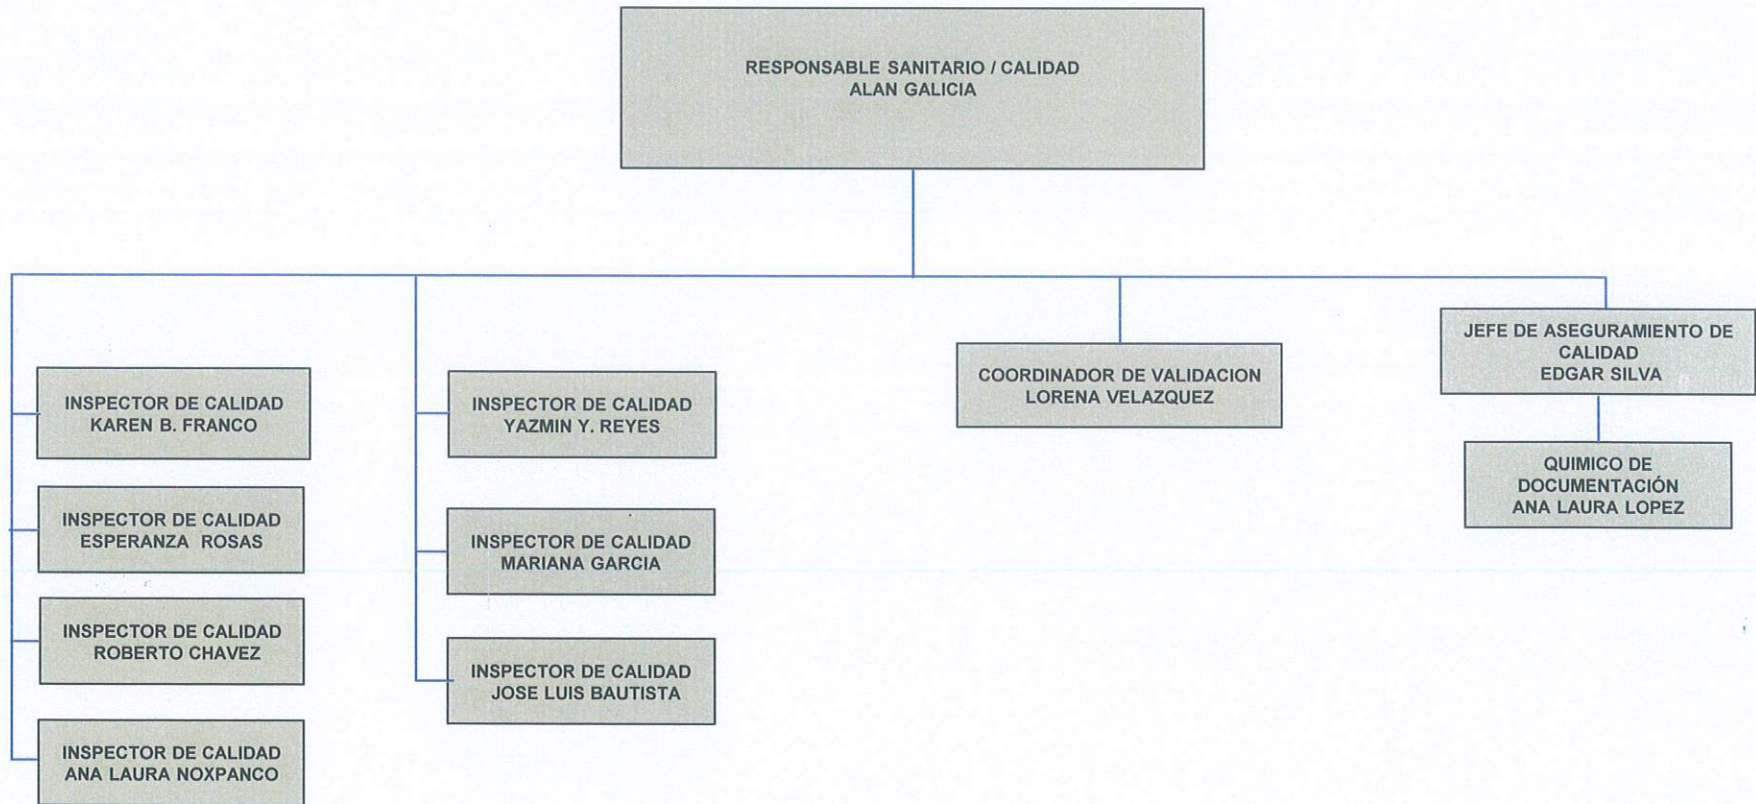 RESPONSABLE SANITARIO / CALIDAD
ALAN GALICIA
INSPECTOR DE CALIDAD
KAREN B. FRANCO
INSPECTOR DE CALIDAD
ESPERANZA ROSAS
INSPECTOR DE CALIDAD
ROBERTO CHAVEZ
INSPECTOR DE CALIDAD
ANA LAURA NOXPANCO
INSPECTOR DE CALIDAD
YAZMIN Y. REYES
INSPECTOR DE CALIDAD
MARIANA GARCIA
INSPECTOR DE CALIDAD
JOSE LUIS BAUTISTA
COORDINADOR DE VALIDACION
LORENA VELAZQUEZ
JEFE DE ASEGURAMIENTO DE
CALIDAD
EDGAR SILVA
QUIMICO DE
DOCUMENTACIÓN
ANA LAURA LOPEZ